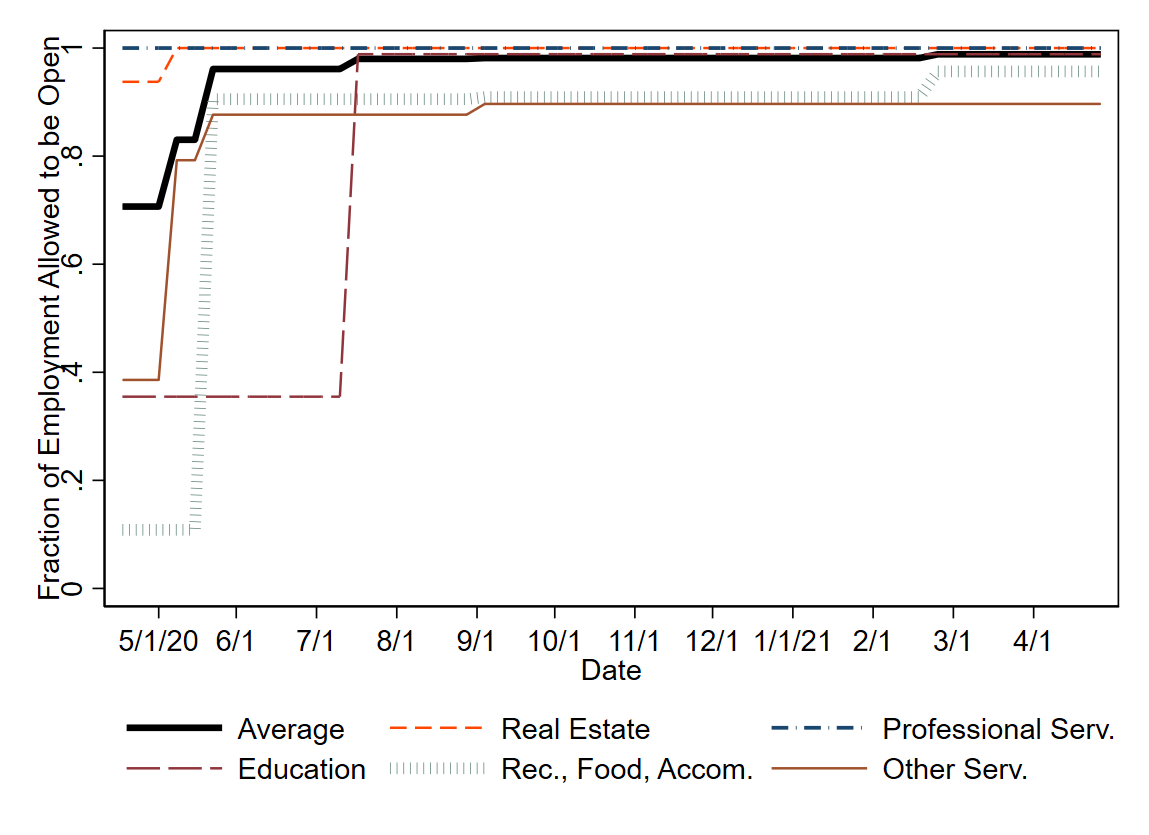 Fraction of Employment Allowed to be Open
1
.8
.6
.4
.2
0
5/1/20 6/1 7/1 8/1 9/1 10/1 11/1 12/1 1/1/21 2/1 3/1 4/1
Date
Average Real Estate Professional Serv.
Education Rec., Food, Accom. Other Serv.